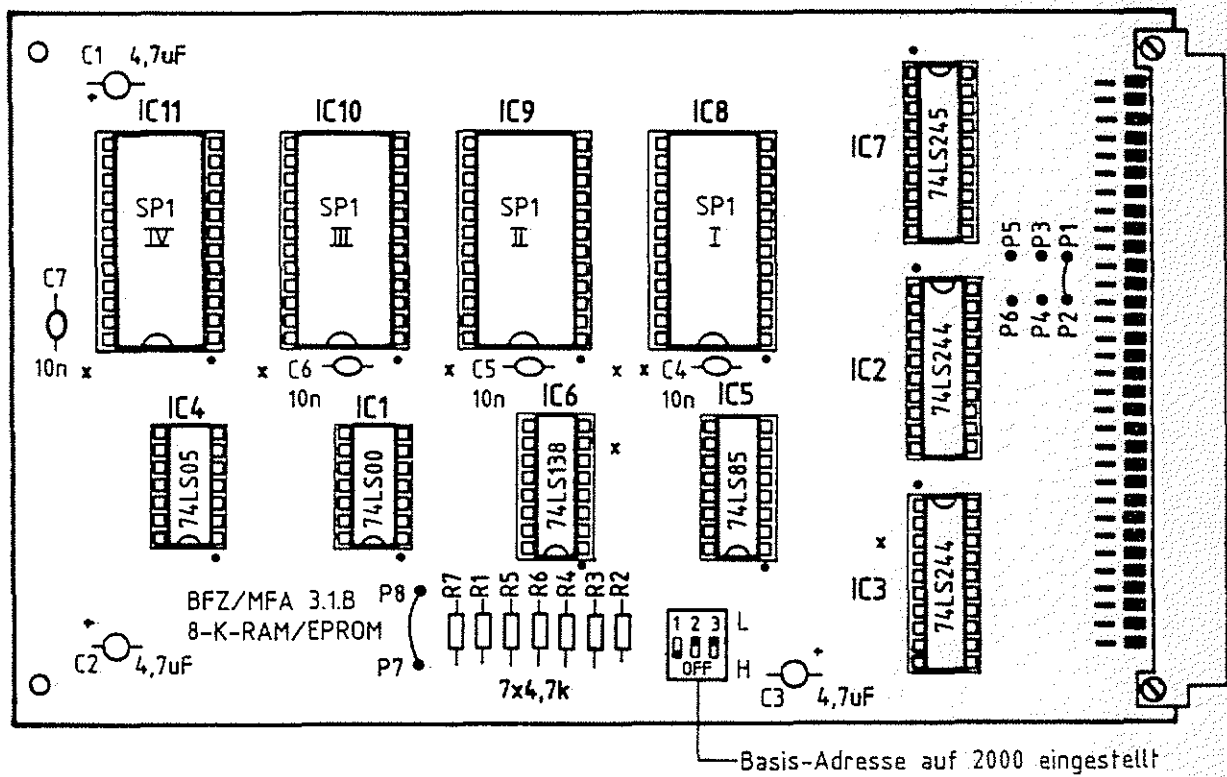 C1 4,7uF
IC11
IC10
IC9
IC8
IC7
74LS245
SP1
IV
SP1
III
SP1
II
SP1
I
P5
P3
P1
P6
P4
P2
C7
10n
x
x
C6
10n
x
C5
10n
x
x
C4
10n
IC2
74LS244
IC4
74LS05
IC1
74LS00
IC6
74LS138
x
IC5
74LS85
x
IC3
74LS244
BFZ/MFA 3.1.B
8-K-RAM/EPROM
P8
P7
R7
R1
R5
R6
R4
R3
R2
7x4,7k
1 2 3
OFF
L
H
+
C1
+
C2 4,7uF
+
C3 4,7uF
Basis-Adresse auf 2000 eingestellt